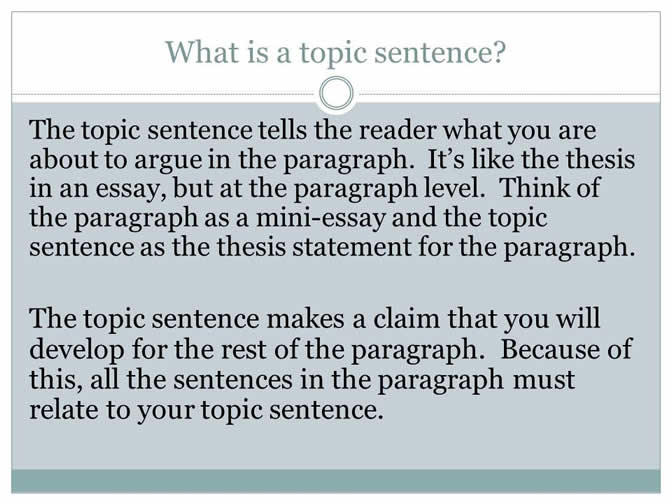 What is a topic sentence?
The topic sentence tells the reader what you are
about to argue in the paragraph.  It’s like the thesis
in an essay, but at the paragraph level.  Think of
the paragraph as a mini-essay and the topic
sentence as the thesis statement for the paragraph.
The topic sentence makes a claim that you will
develop for the rest of the paragraph.  Because of
this, all the sentences in the paragraph must
relate to your topic sentence.